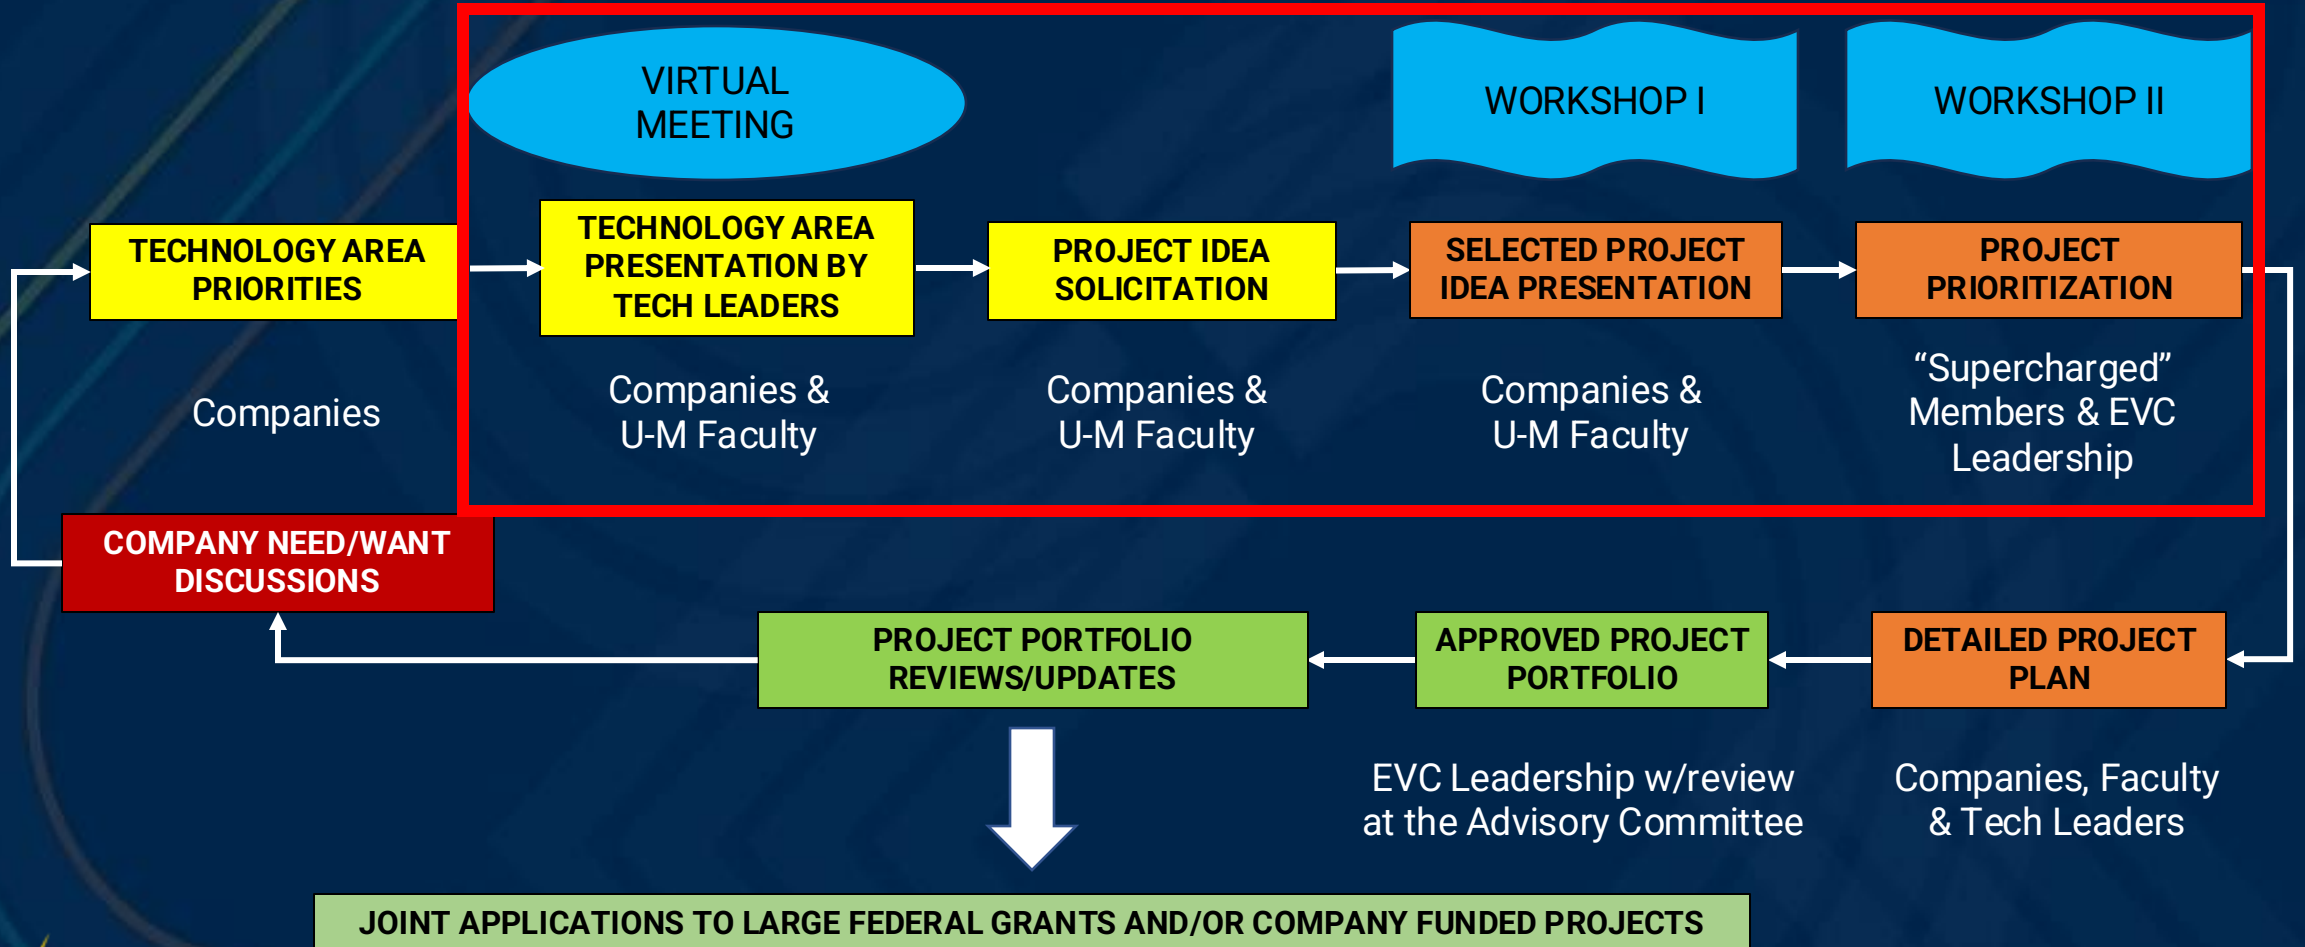 VIRTUAL
MEETING
WORKSHOP I
WORKSHOP II
TECHNOLOGY AREA
PRIORITIES
TECHNOLOGY AREA
PRESENTATION BY
TECH LEADERS
PROJECT IDEA
SOLICITATION
SELECTED PROJECT
IDEA PRESENTATION
PROJECT
PRIORITIZATION
Companies
Companies &
U-M Faculty
Companies &
U-M Faculty
Companies &
U-M Faculty
“Supercharged”
Members & EVC
Leadership
COMPANY NEED/WANT
DISCUSSIONS
PROJECT PORTFOLIO
REVIEWS/UPDATES
APPROVED PROJECT
PORTFOLIO
DETAILED PROJECT
PLAN
EVC Leadership w/review
at the Advisory Committee
Companies, Faculty
& Tech Leaders
JOINT APPLICATIONS TO LARGE FEDERAL GRANTS AND/OR COMPANY FUNDED PROJECTS